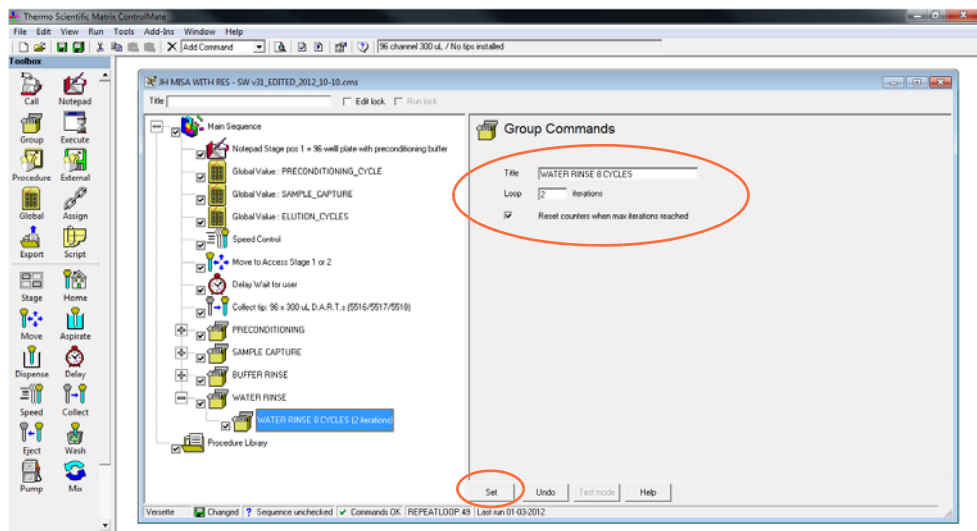 Thermo Scientific Matrix ControlMate
File Edit View Run Tools Add-Ins Window Help
Add Command
96 channel 300 uL / No tips installed
Toolbox
Call Notepad
Group Execute
Procedure External
Global Assign
Export Script
Stage Home
Move Aspirate
Dispense Delay
Speed Collect
Eject Wash
Pump Mix
JH MISA WITH RES - SW v31_EDITED_2012_10-10.cms
Title
Edit lock
Run lock
Main Sequence
Notepad Stage pos 1 = 96 welll plate with preconditioning buffer
Global Value : PRECONDITIONING_CYCLE
Global Value : SAMPLE_CAPTURE
Global Value : ELUTION_CYCLES
Speed Control
Move to Access Stage 1 or 2
Delay Wait for user
Collect tip: 96 x 300 uL D.A.R.T.s (5516/5517/5518)
PRECONDITIONING
SAMPLE CAPTURE
BUFFER RINSE
WATER RINSE
WATER RINSE 8 CYCLES (2 iterations)
Procedure Library
Group Commands
Title WATER RINSE 8 CYCLES
Loop 2 iterations
Reset counters when max iterations reached
Set Undo Test mode Help
Versette Changed ? Sequence unchecked Commands OK REPEATLOOP.49 Last run 01-03-2012